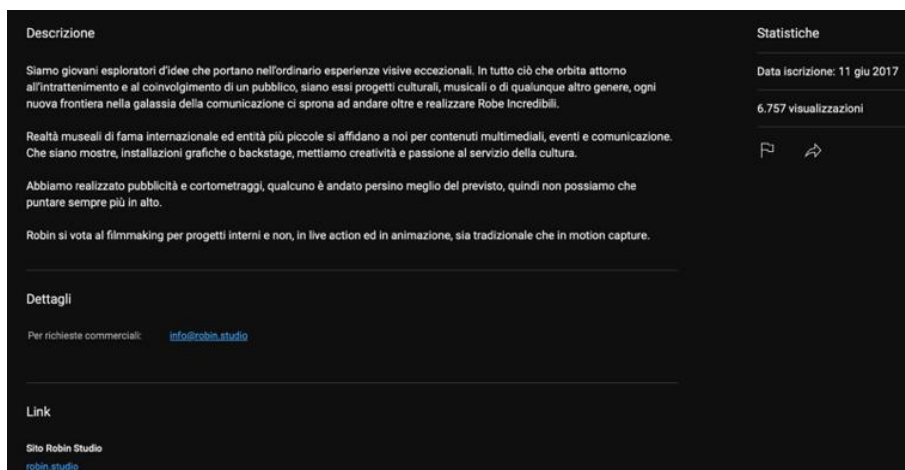 Descrizione
Siamo giovani esploratori d'idee che portano nell'ordinario esperienze visive eccezionali. In tutto ciò che orbita attorno
all'intrattenimento e al coinvolgimento di un pubblico, siano essi progetti culturali, musicali o di qualunque altro genere, ogni
nuova frontiera nella galassia della comunicazione ci sprona ad andare oltre e realizzare Robe Incredibili.
Realtà museali di fama internazionale ed entità più piccole si affidano a noi per contenuti multimediali, eventi e comunicazione.
Che siano mostre, installazioni grafiche o backstage, mettiamo creatività e passione al servizio della cultura.
Abbiamo realizzato pubblicità e cortometraggi, qualcuno è andato persino meglio del previsto, quindi non possiamo che
puntare sempre più in alto.
Robin si vota al filmmaking per progetti interni e non, in live action ed in animazione, sia tradizionale che in motion capture.
Dettagli
Per richieste commerciali: info@robin.studio
Link
Sito Robin Studio
robin.studio
Statistiche
Data iscrizione: 11 giu 2017
6.757 visualizzazioni